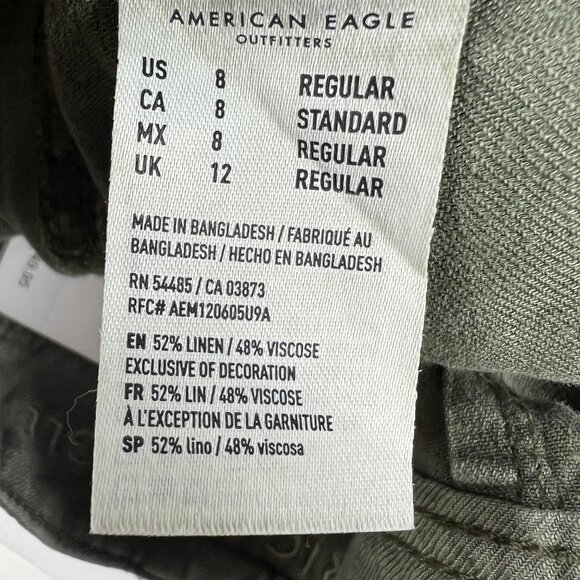 AMERICAN EAGLE
OUTFITTERS
US 8 REGULAR
CA 8 STANDARD
MX 8 REGULAR
UK 12 REGULAR
MADE IN BANGLADESH / FABRIQUÉ AU
BANGLADESH / HECHO EN BANGLADESH
RN 54485 / CA 03873
RFC# AEM120605U9A
EN 52% LINEN / 48% VISCOSE
EXCLUSIVE OF DECORATION
FR 52% LIN / 48% VISCOSE
À L'EXCEPTION DE LA GARNITURE
SP 52% lino / 48% viscosa